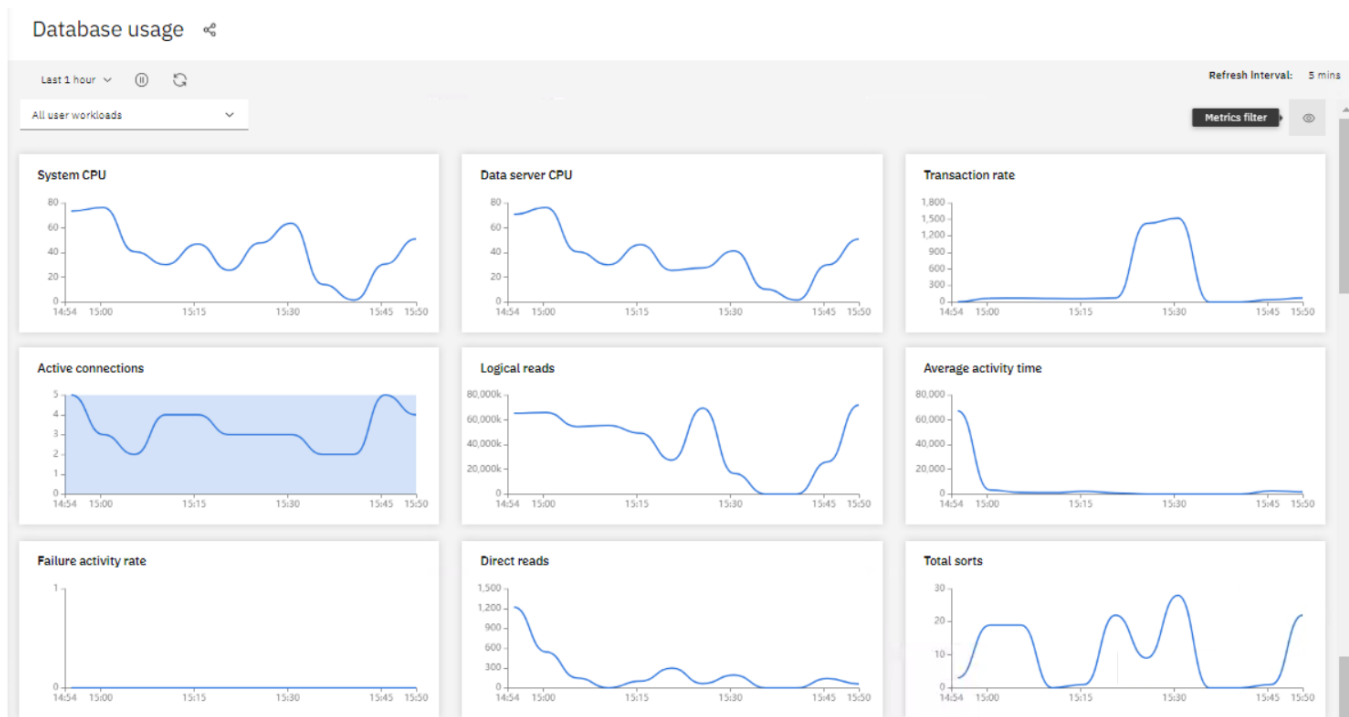 Database usage
Last 1 hour
Refresh Interval: 5 mins
All user workloads
Metrics filter
System CPU
80
60
40
20
0
14:54 15:00 15:15 15:30 15:45 15:50
Data server CPU
80
60
40
20
0
14:54 15:00 15:15 15:30 15:45 15:50
Transaction rate
1,800
1,500
1,200
900
600
300
0
14:54 15:00 15:15 15:30 15:45 15:50
Active connections
5
4
3
2
1
0
14:54 15:00 15:15 15:30 15:45 15:50
Logical reads
80,000k
60,000k
40,000k
20,000k
0
14:54 15:00 15:15 15:30 15:45 15:50
Average activity time
80,000
60,000
40,000
20,000
0
14:54 15:00 15:15 15:30 15:45 15:50
Failure activity rate
1
0
14:54 15:00 15:15 15:30 15:45 15:50
Direct reads
1,500
1,200
900
600
300
0
14:54 15:00 15:15 15:30 15:45 15:50
Total sorts
30
20
10
0
14:54 15:00 15:15 15:30 15:45 15:50